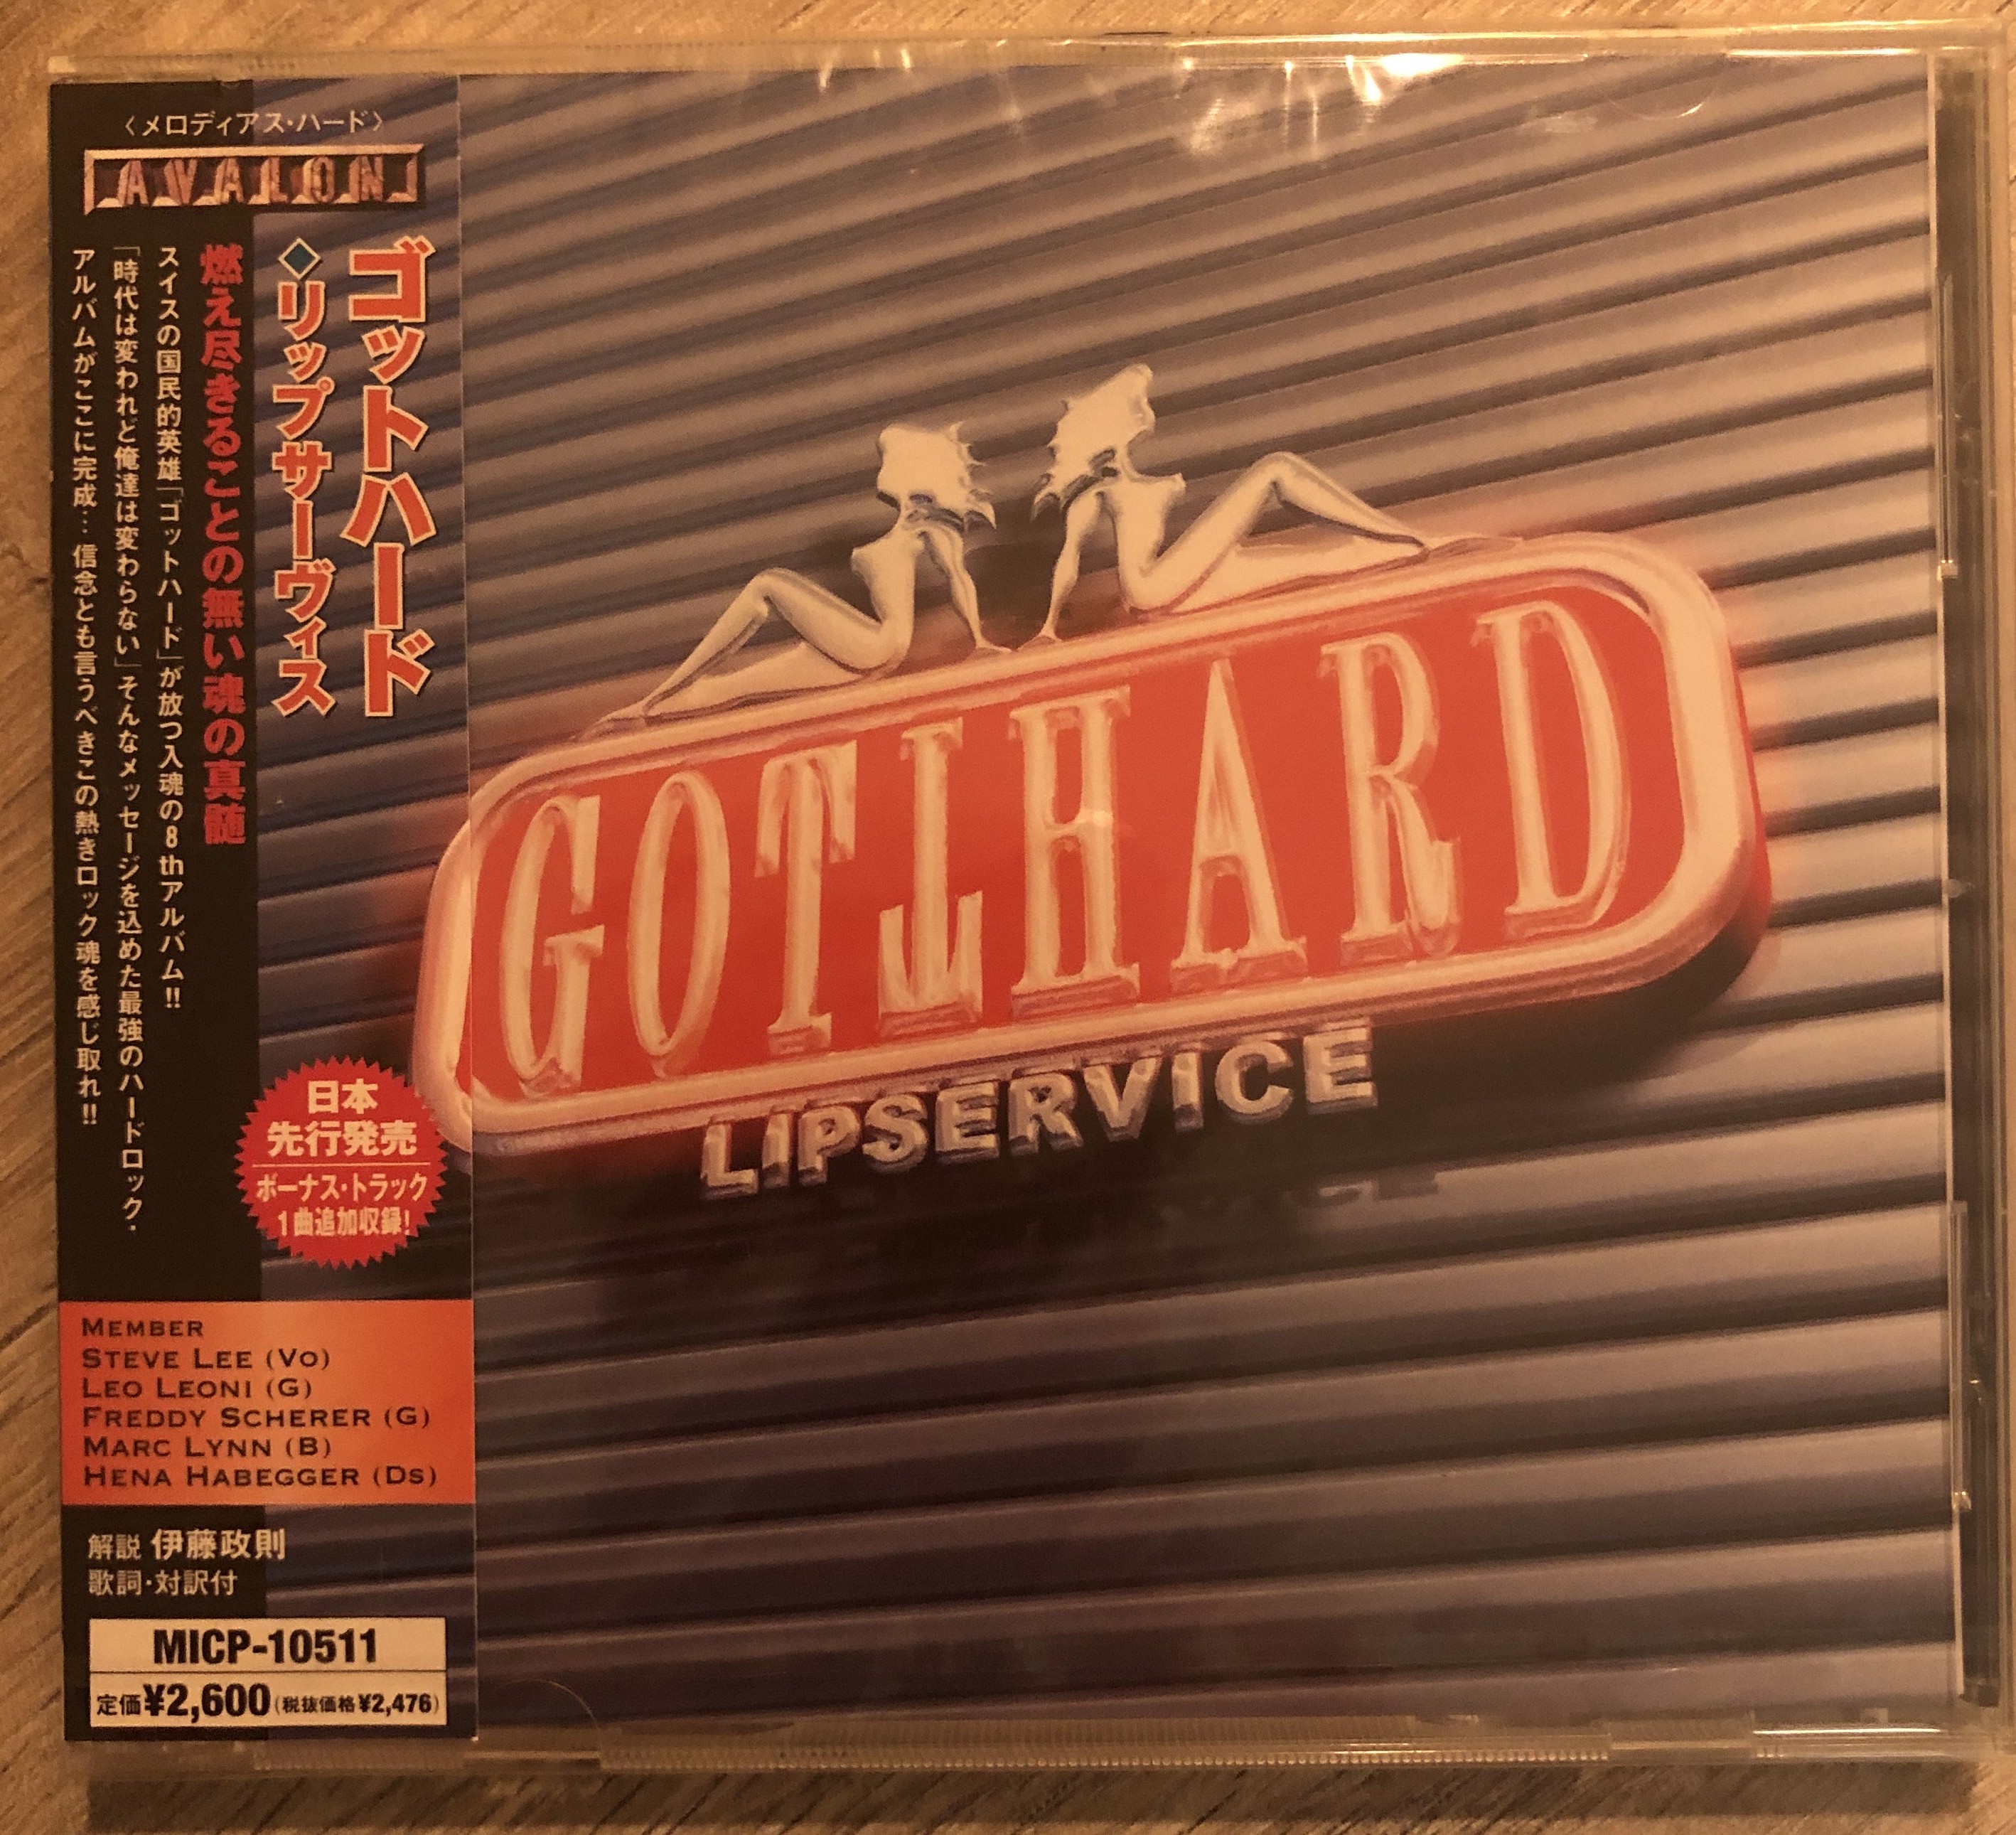 〈メロディアス・ハード〉
AVALON
ゴットハード
◆リップサーヴィス
燃え尽きることの無い魂の真髄
スイスの国民的英雄「ゴットハード」が放つ入魂の8thアルバム!!
「時代は変われど俺達は変わらない」そんなメッセージを込めた最強のハードロック・
アルバムがここに完成…信念とも言うべきこの熱きロック魂を感じ取れ!!
日本
先行発売
ボーナス・トラック
1曲追加収録!
MEMBER
STEVE LEE (VO)
LEO LEONI (G)
FREDDY SCHERER (G)
MARC LYNN (B)
HENA HABEGGER (DS)
解説 伊藤政則
歌詞・対訳付
MICP-10511
定価¥2,600(税抜価格¥2,476)
GOTTHARD
LIPSERVICE